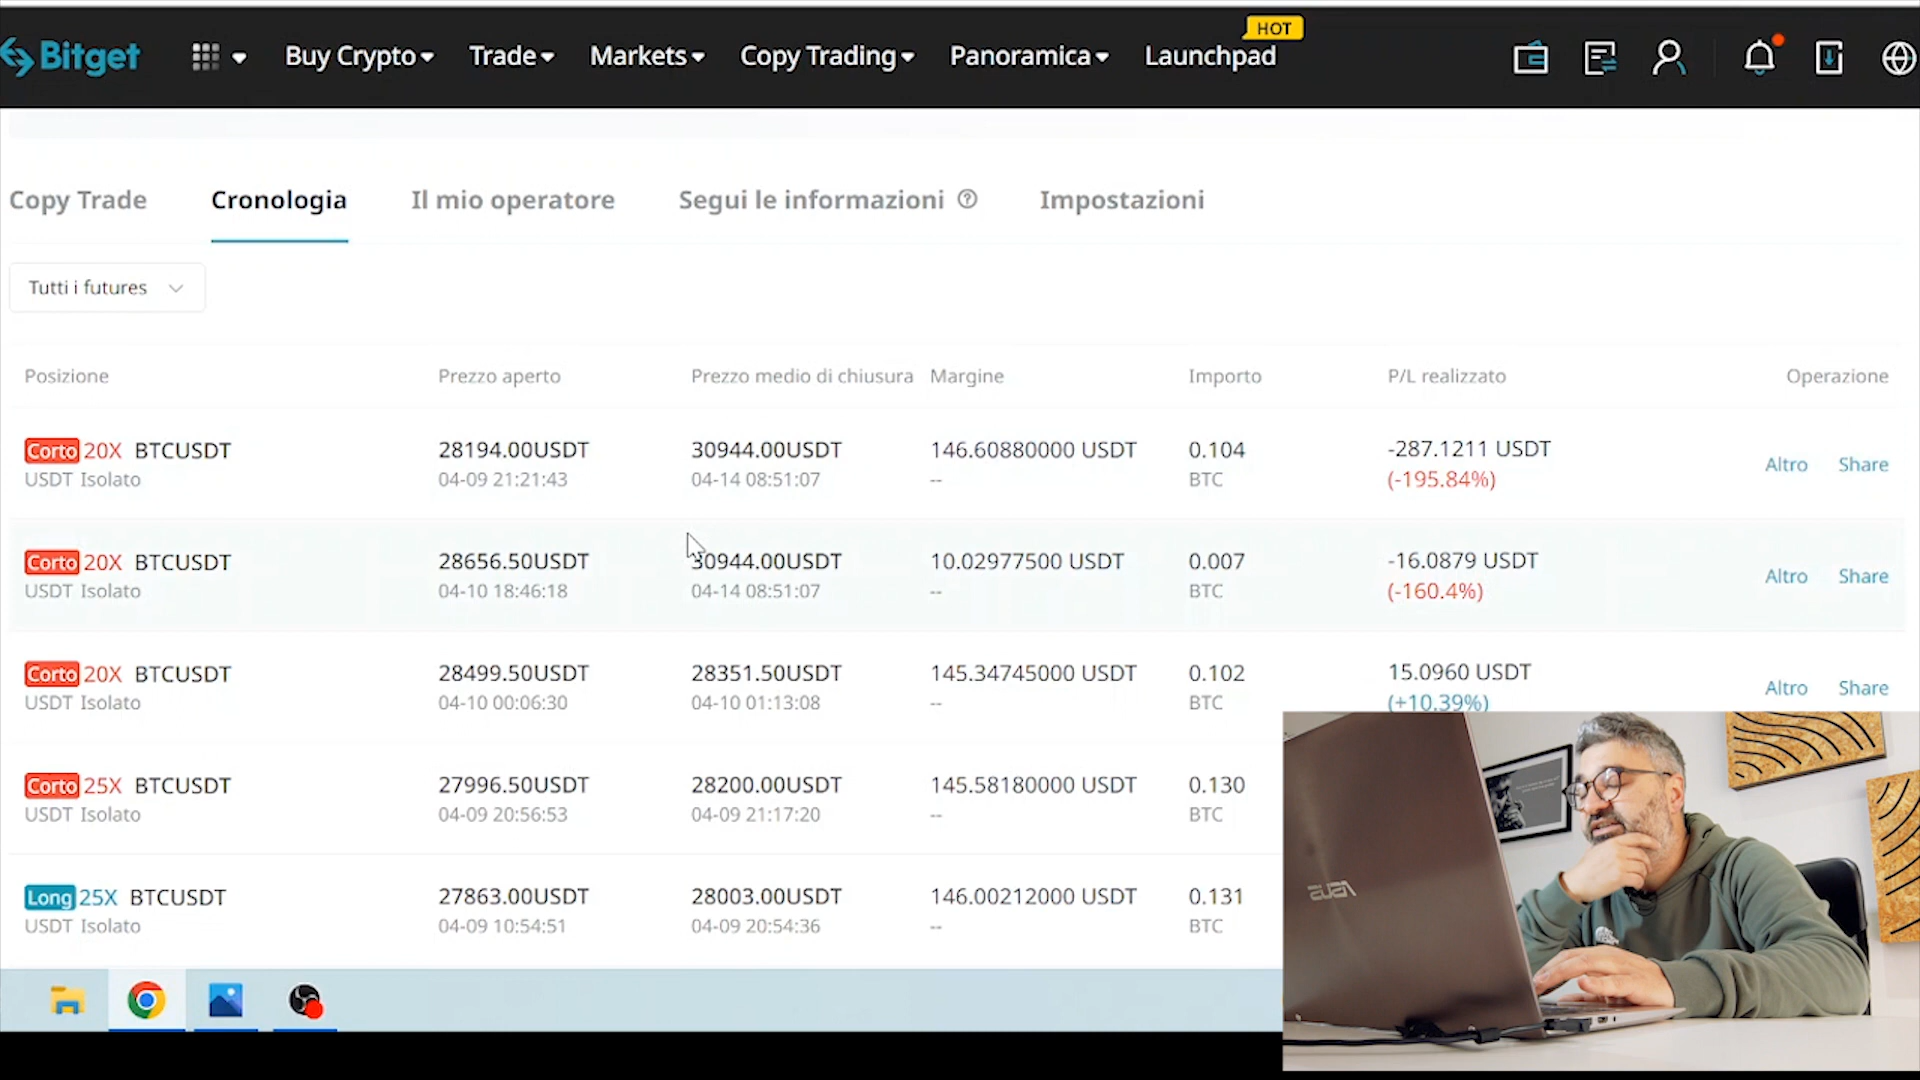 HOT
Bitget Buy Crypto Trade Markets Copy Trading Panoramica Launchpad
Copy Trade Cronologia Il mio operatore Segui le informazioni ? Impostazioni
Tutti i futures
Posizione Prezzo aperto Prezzo medio di chiusura Margine Importo P/L realizzato Operazione
Corto 20X BTCUSDT 28194.00USDT 30944.00USDT 146.60880000 USDT 0.104 -287.1211 USDT Altro Share
USDT Isolato 04-09 21:21:43 04-14 08:51:07 -- BTC (-195.84%)
Corto 20X BTCUSDT 28656.50USDT 30944.00USDT 10.02977500 USDT 0.007 -16.0879 USDT Altro Share
USDT Isolato 04-10 18:46:18 04-14 08:51:07 -- BTC (-160.4%)
Corto 20X BTCUSDT 28499.50USDT 28351.50USDT 145.34745000 USDT 0.102 15.0960 USDT Altro Share
USDT Isolato 04-10 00:06:30 04-10 01:13:08 -- BTC (+10.39%)
Corto 25X BTCUSDT 27996.50USDT 28200.00USDT 145.58180000 USDT 0.130
USDT Isolato 04-09 20:56:53 04-09 21:17:20 -- BTC
Long 25X BTCUSDT 27863.00USDT 28003.00USDT 146.00212000 USDT 0.131
USDT Isolato 04-09 10:54:51 04-09 20:54:36 -- BTC
ASUS